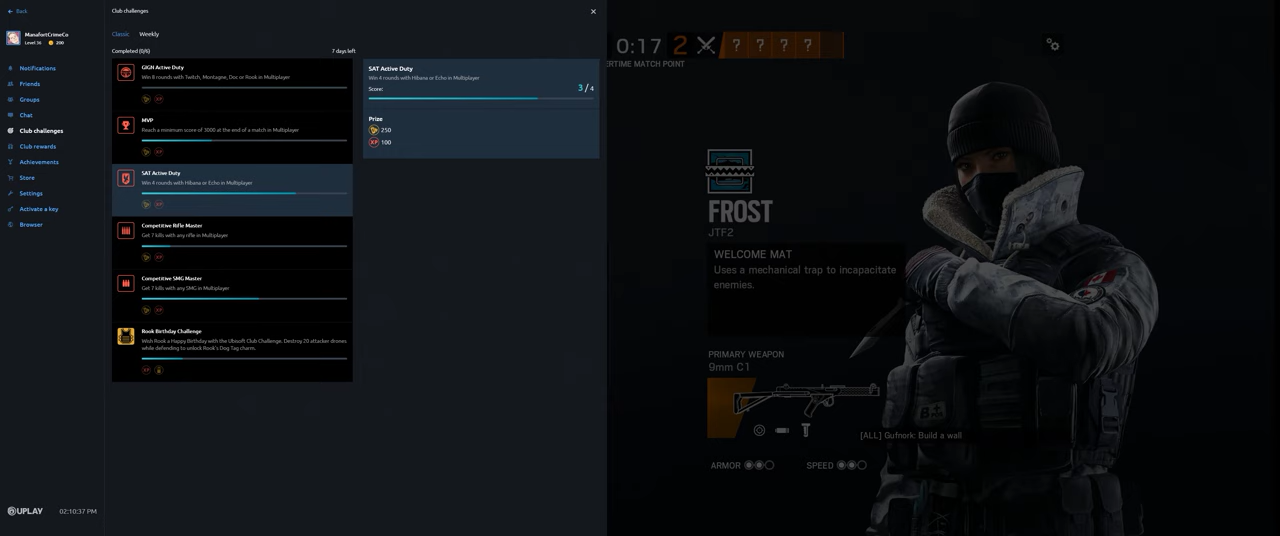 Back
ManafortCrimeCo
Level 36 200
Notifications
Friends
Groups
Chat
Club challenges
Club rewards
Achievements
Store
Settings
Activate a key
Browser
UPLAY
02:10:37 PM
Club challenges
Classic Weekly
Completed (0/6) 7 days left
GIGN Active Duty
Win 8 rounds with Twitch, Montagne, Doc or Rook in Multiplayer
XP
MVP
Reach a minimum score of 3000 at the end of a match in Multiplayer
XP
SAT Active Duty
Win 4 rounds with Hibana or Echo in Multiplayer
XP
Competitive Rifle Master
Get 7 kills with any rifle in Multiplayer
XP
Competitive SMG Master
Get 7 kills with any SMG in Multiplayer
XP
Rook Birthday Challenge
Wish Rook a Happy Birthday with the Ubisoft Club Challenge, Destroy 20 attacker drones
while defending to unlock Rook's Dog Tag charm.
XP
SAT Active Duty
Win 4 rounds with Hibana or Echo in Multiplayer
Score: 3/4
Prize
250
XP 100
0:17 2 ? ? ? ?
ERTIME MATCH POINT
FROST
JTF2
WELCOME MAT
Uses a mechanical trap to incapacitate
enemies.
PRIMARY WEAPON
9mm C1
[ALL] Gufnork: Build a wall
ARMOR SPEED